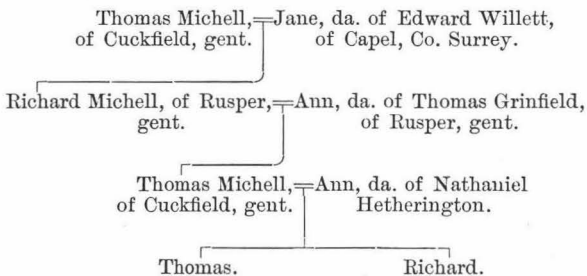 Thomas Michell,=Jane, da. of Edward Willett,
of Cuckfield, gent. of Capel, Co. Surrey.
Richard Michell, of Rusper,=Ann, da. of Thomas Grinfield,
gent. of Rusper, gent.
Thomas Michell,=Ann, da. of Nathaniel
of Cuckfield, gent. Hetherington.
Thomas. Richard.